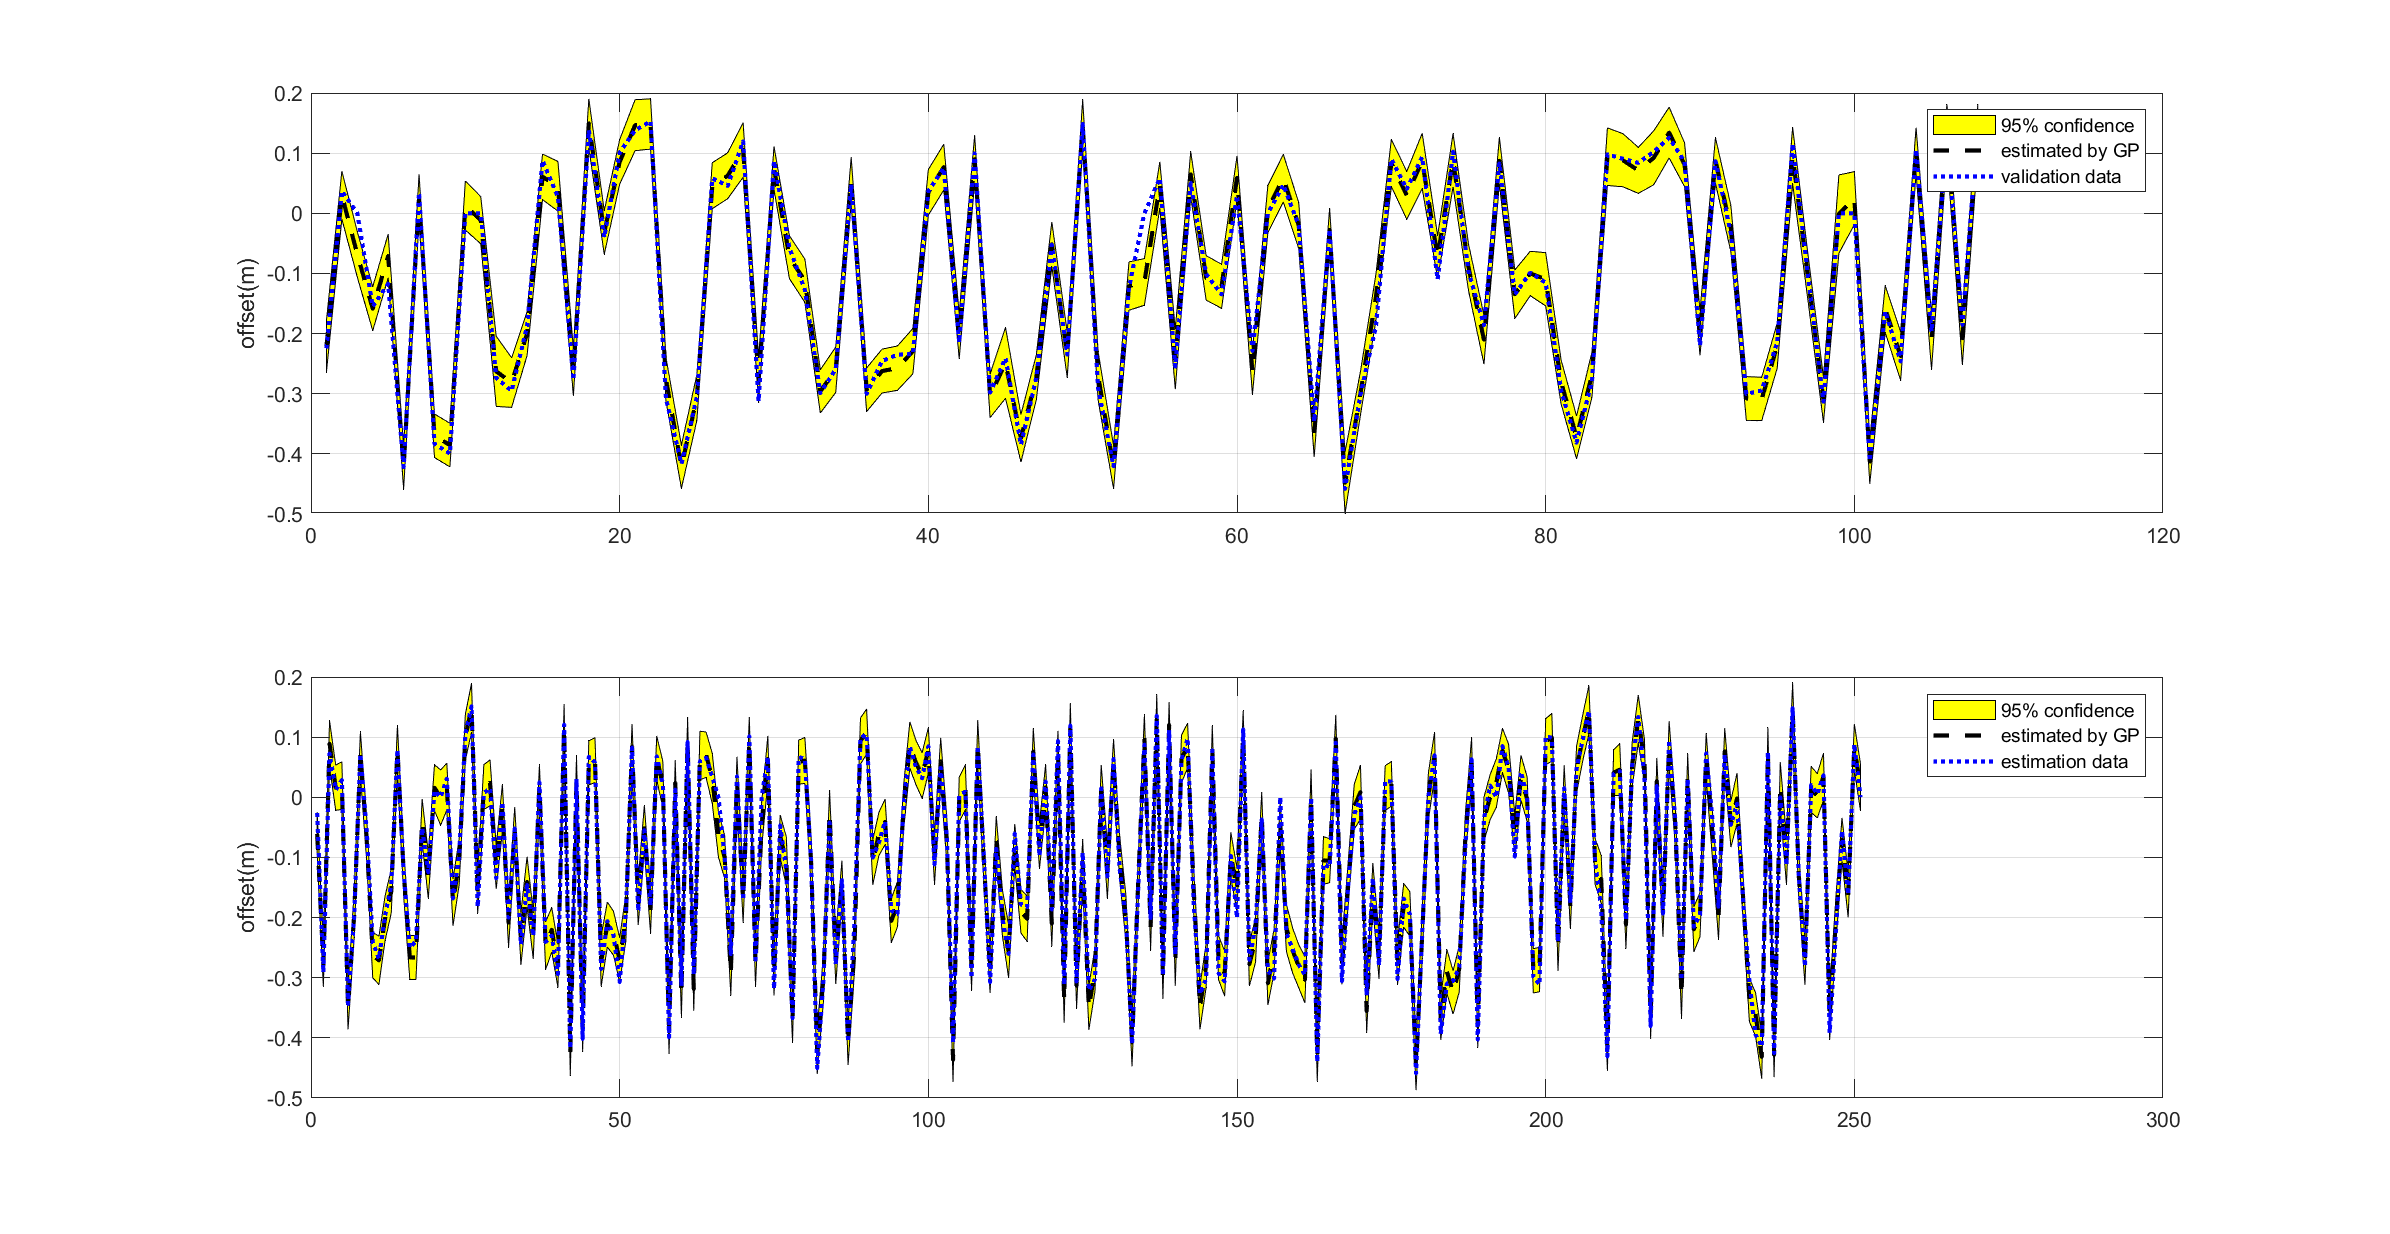 0.2
0.1
0
-0.1
-0.2
-0.3
-0.4
-0.5
offset(m)
0 20 40 60 80 100 120
95% confidence
estimated by GP
validation data
0.2
0.1
0
-0.1
-0.2
-0.3
-0.4
-0.5
offset(m)
0 50 100 150 200 250 300
95% confidence
estimated by GP
estimation data